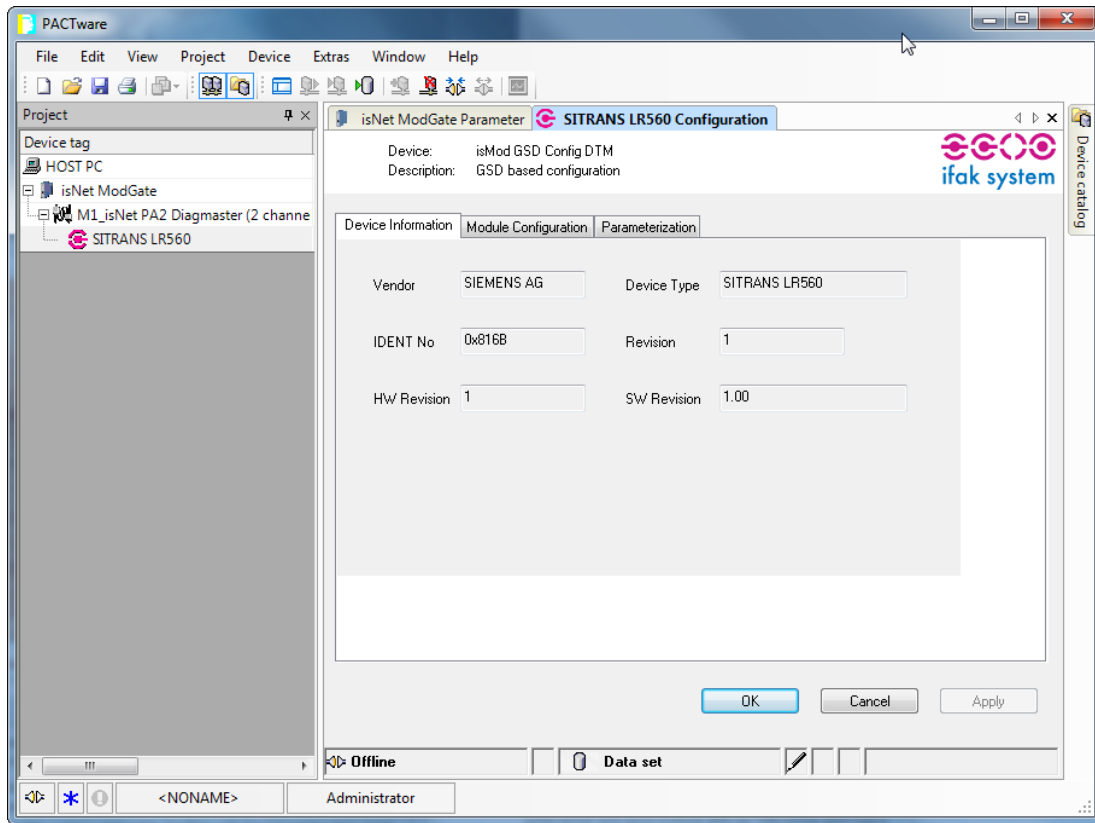 PACTware
File Edit View Project Device Extras Window Help
Project
Device tag
HOST PC
isNet ModGate
M1_isNet PA2 Diagmaster (2 channe
SITRANS LR560
isNet ModGate Parameter SITRANS LR560 Configuration
Device: isMod GSD Config DTM
Description: GSD based configuration
ifak system
Device Information Module Configuration Parameterization
Vendor SIEMENS AG Device Type SITRANS LR560
IDENT No 0x816B Revision 1
HW Revision 1 SW Revision 1.00
OK Cancel Apply
Offline Data set
<NONAME> Administrator
Device catalog